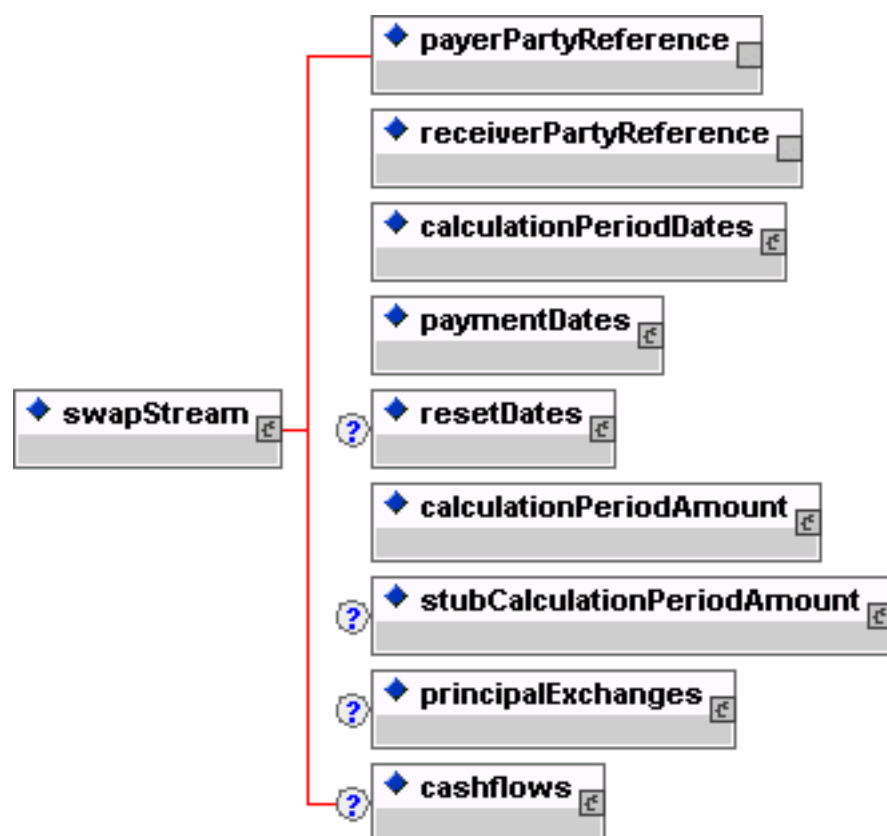 payerPartyReference
receiverPartyReference
calculationPeriodDates
paymentDates
swapStream
? resetDates
calculationPeriodAmount
? stubCalculationPeriodAmount
? principalExchanges
? cashflows